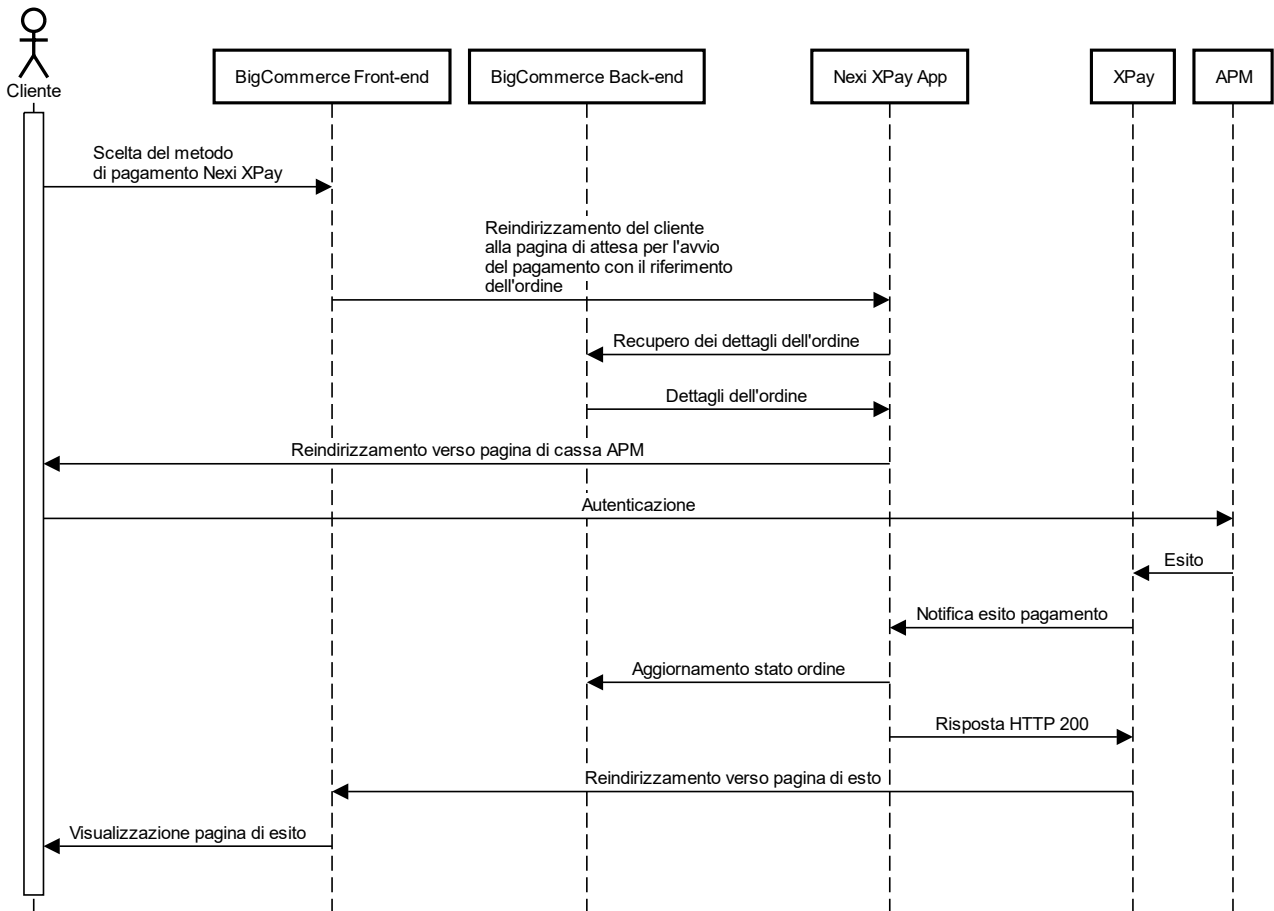 Cliente
BigCommerce Front-end
BigCommerce Back-end
Nexi XPay App
XPay
APM
Scelta del metodo
di pagamento Nexi XPay
Reindirizzamento del cliente
alla pagina di attesa per l'avvio
del pagamento con il riferimento
dell'ordine
Recupero dei dettagli dell'ordine
Dettagli dell'ordine
Reindirizzamento verso pagina di cassa APM
Autenticazione
Esito
Notifica esito pagamento
Aggiornamento stato ordine
Risposta HTTP 200
Reindirizzamento verso pagina di esto
Visualizzazione pagina di esito